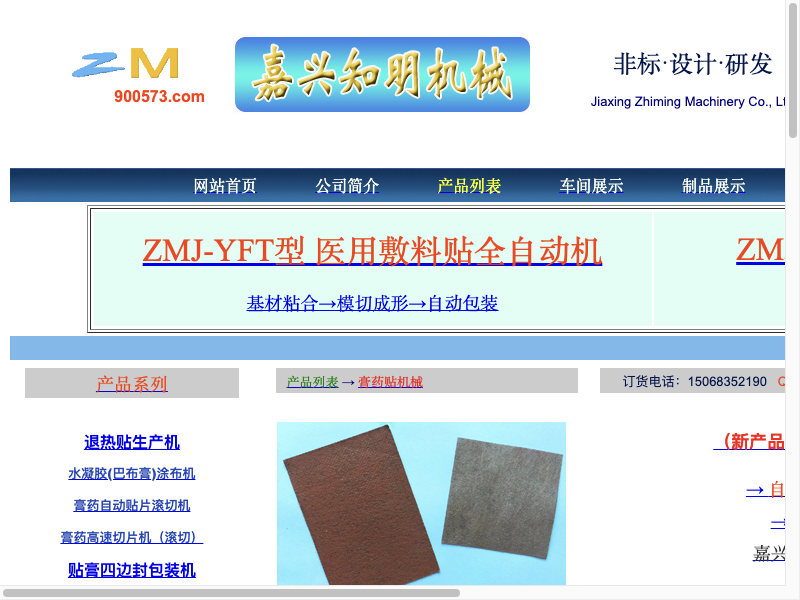 ZM
900573.com
嘉兴知明机械
非标·设计·研发
Jiaxing Zhiming Machinery Co., Lt
网站首页 公司简介 产品列表 车间展示 制品展示
ZMJ-YFT型 医用敷料贴全自动机
ZM
基材粘合→模切成形→自动包装
产品系列
产品列表 → 膏药贴机械
订货电话：15068352190 Q
退热贴生产机
水凝胶(巴布膏)涂布机
膏药自动贴片滚切机
膏药高速切片机（滚切）
贴膏四边封包装机
（新产品
→ 自
→
嘉兴